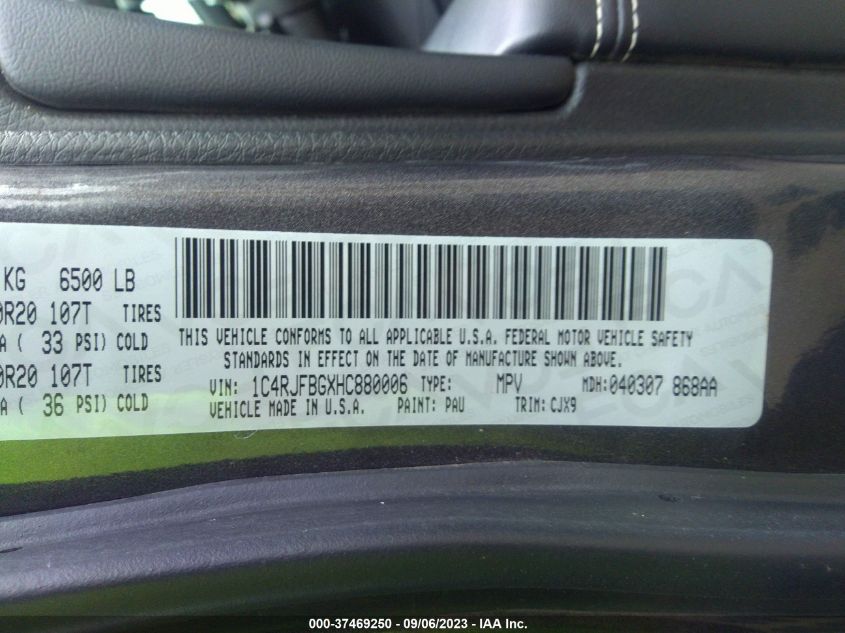 KG 6500 LB
0R20 107T TIRES
A ( 33 PSI) COLD
0R20 107T TIRES
A ( 36 PSI) COLD
THIS VEHICLE CONFORMS TO ALL APPLICABLE U.S.A. FEDERAL MOTOR VEHICLE SAFETY
STANDARDS IN EFFECT ON THE DATE OF MANUFACTURE SHOWN ABOVE.
VIN: 1C4RJFBGXHC880006 TYPE: MPV MDH: 040307 868AA
VEHICLE MADE IN U.S.A. PAINT: PAU TRIM: CJX9
000-37469250 - 09/06/2023 - IAA Inc.